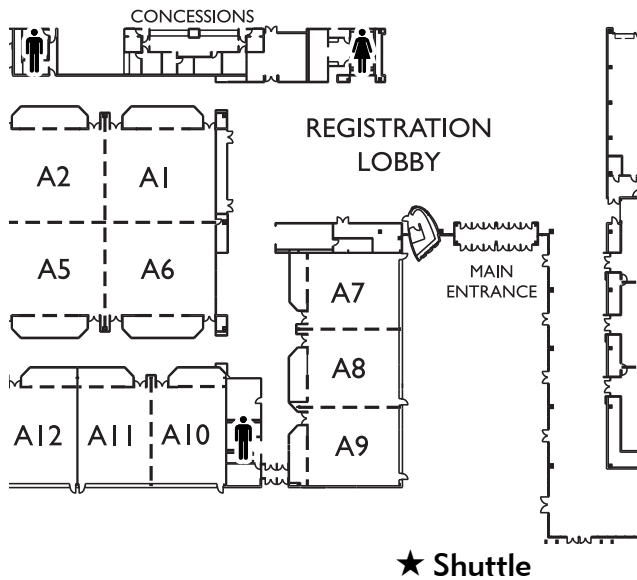 CONCESSIONS
REGISTRATION
LOBBY
A2
A1
A5
A6
MAIN
ENTRANCE
A7
A8
A9
A12
A11
A10
★ Shuttle